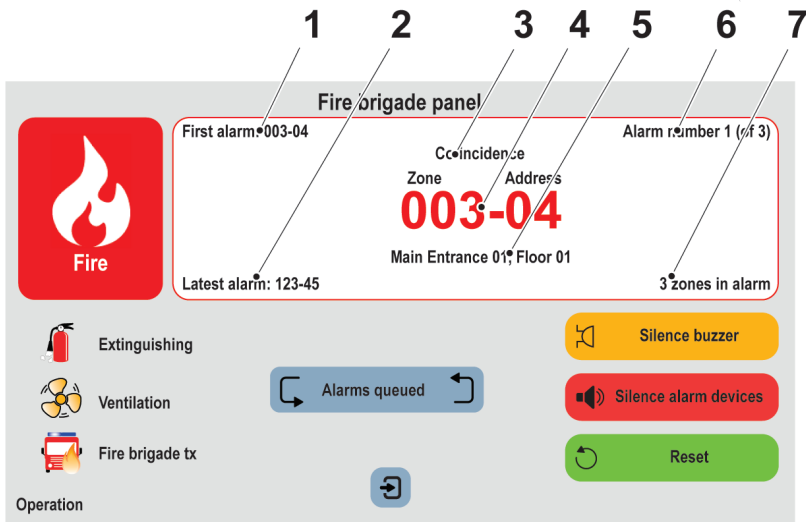 1 2 3 4 5 6 7
Fire brigade panel
First alarm: 003-04
Alarm number 1 (of 3)
Coincidence
Zone Address
003-04
Main Entrance 01, Floor 01
Fire
Latest alarm: 123-45
3 zones in alarm
Extinguishing
Silence buzzer
Alarms queued
Ventilation
Silence alarm devices
Fire brigade tx
Reset
Operation